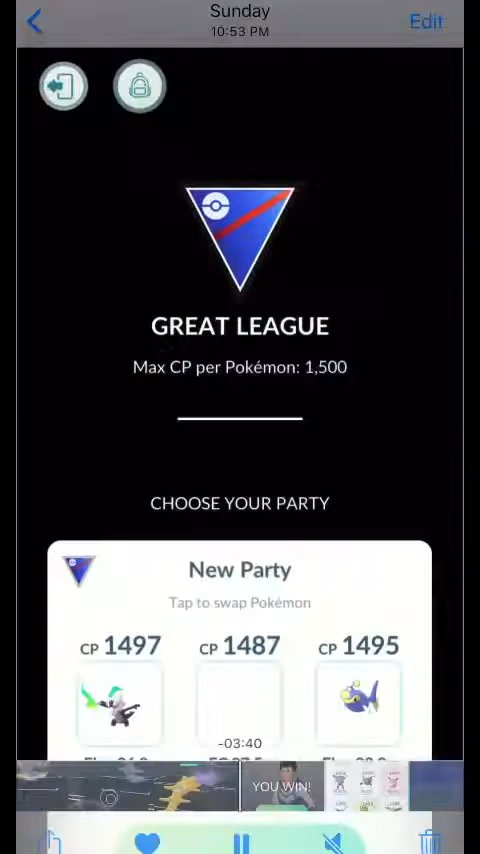 Sunday
10:53 PM
Edit
GREAT LEAGUE
Max CP per Pokémon: 1,500
CHOOSE YOUR PARTY
New Party
Tap to swap Pokémon
CP 1497 CP 1487 CP 1495
-03:40
YOU WIN!